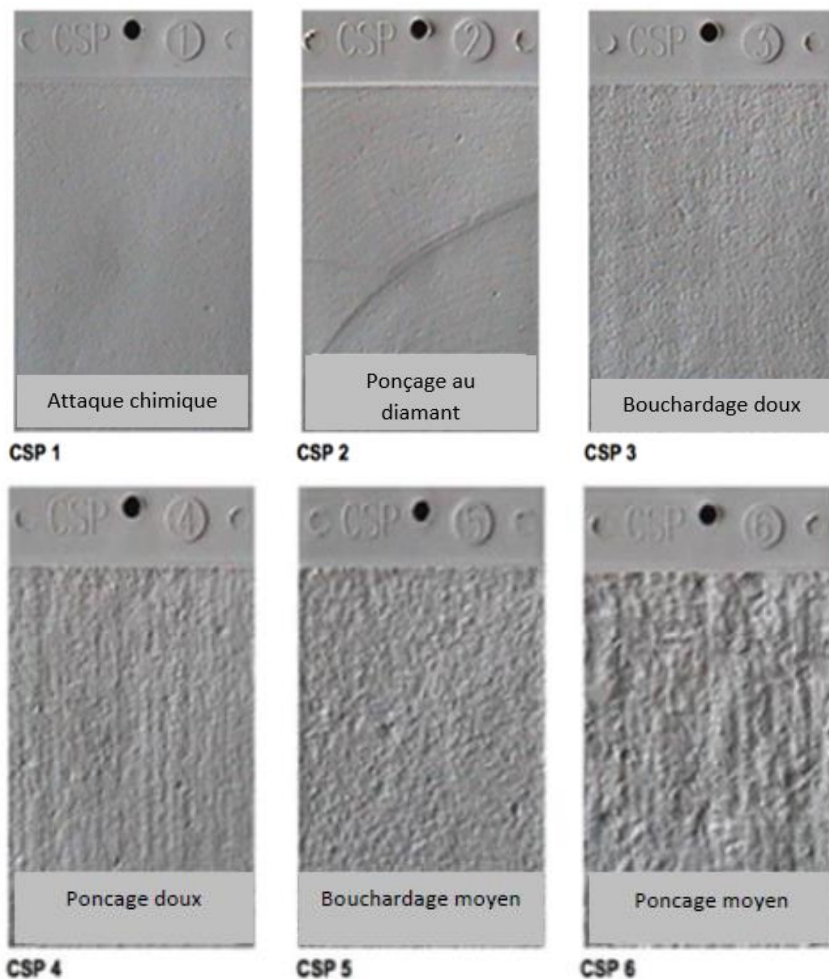 CSP 1
CSP 2
CSP 3
Attaque chimique
Ponçage au
diamant
Bouchardage doux
CSP 1
CSP 2
CSP 3
CSP 4
CSP 5
CSP 6
Poncage doux
Bouchardage moyen
Poncage moyen
CSP 4
CSP 5
CSP 6